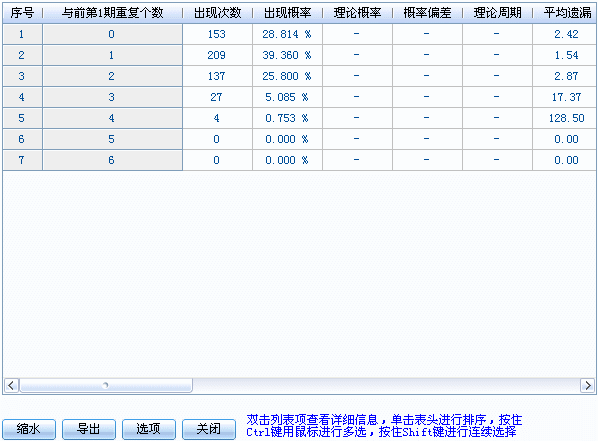 序号 与前第1期重复个数 出现次数 出现概率 理论概率 概率偏差 理论周期 平均遗漏
1 0 153 28.814 % - - - 2.42
2 1 209 39.360 % - - - 1.54
3 2 137 25.800 % - - - 2.87
4 3 27 5.085 % - - - 17.37
5 4 4 0.753 % - - - 128.50
6 5 0 0.000 % - - - 0.00
7 6 0 0.000 % - - - 0.00
缩水 导出 选项 关闭
双击列表项查看详细信息，单击表头进行排序，按住
Ctrl键用鼠标进行多选，按住Shift键进行连续选择